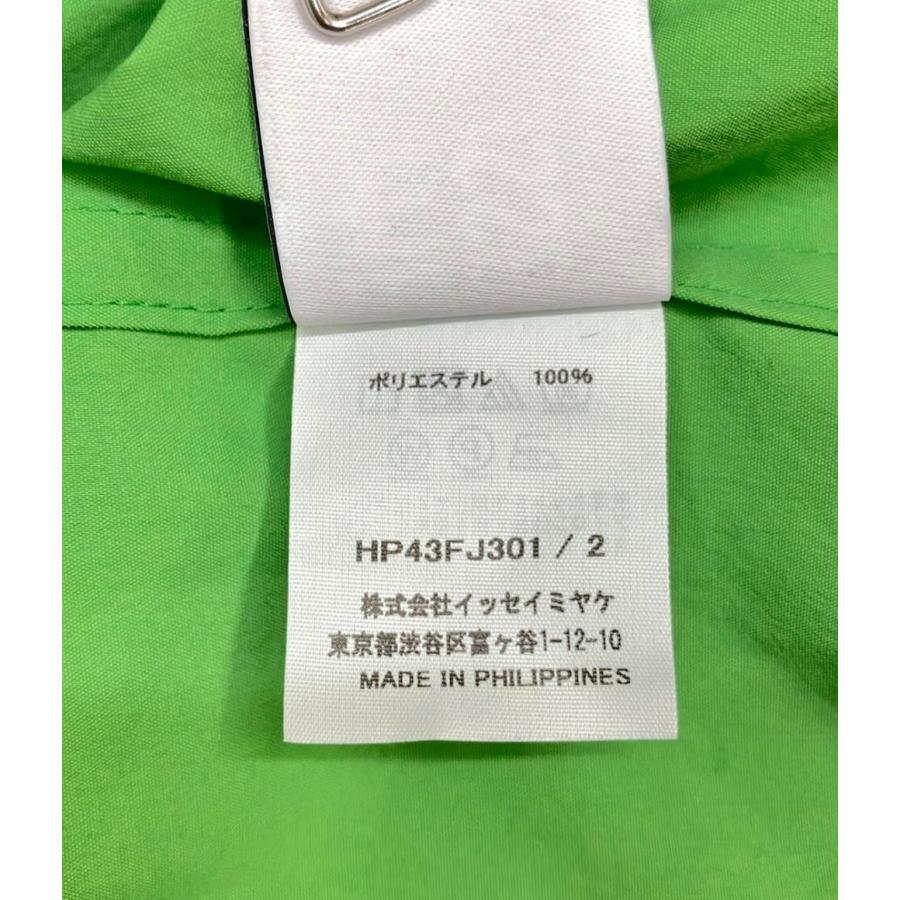 ポリエステル 100%
HP43FJ301 / 2
株式会社イッセイミヤケ
東京都渋谷区富ヶ谷1-12-10
MADE IN PHILIPPINES